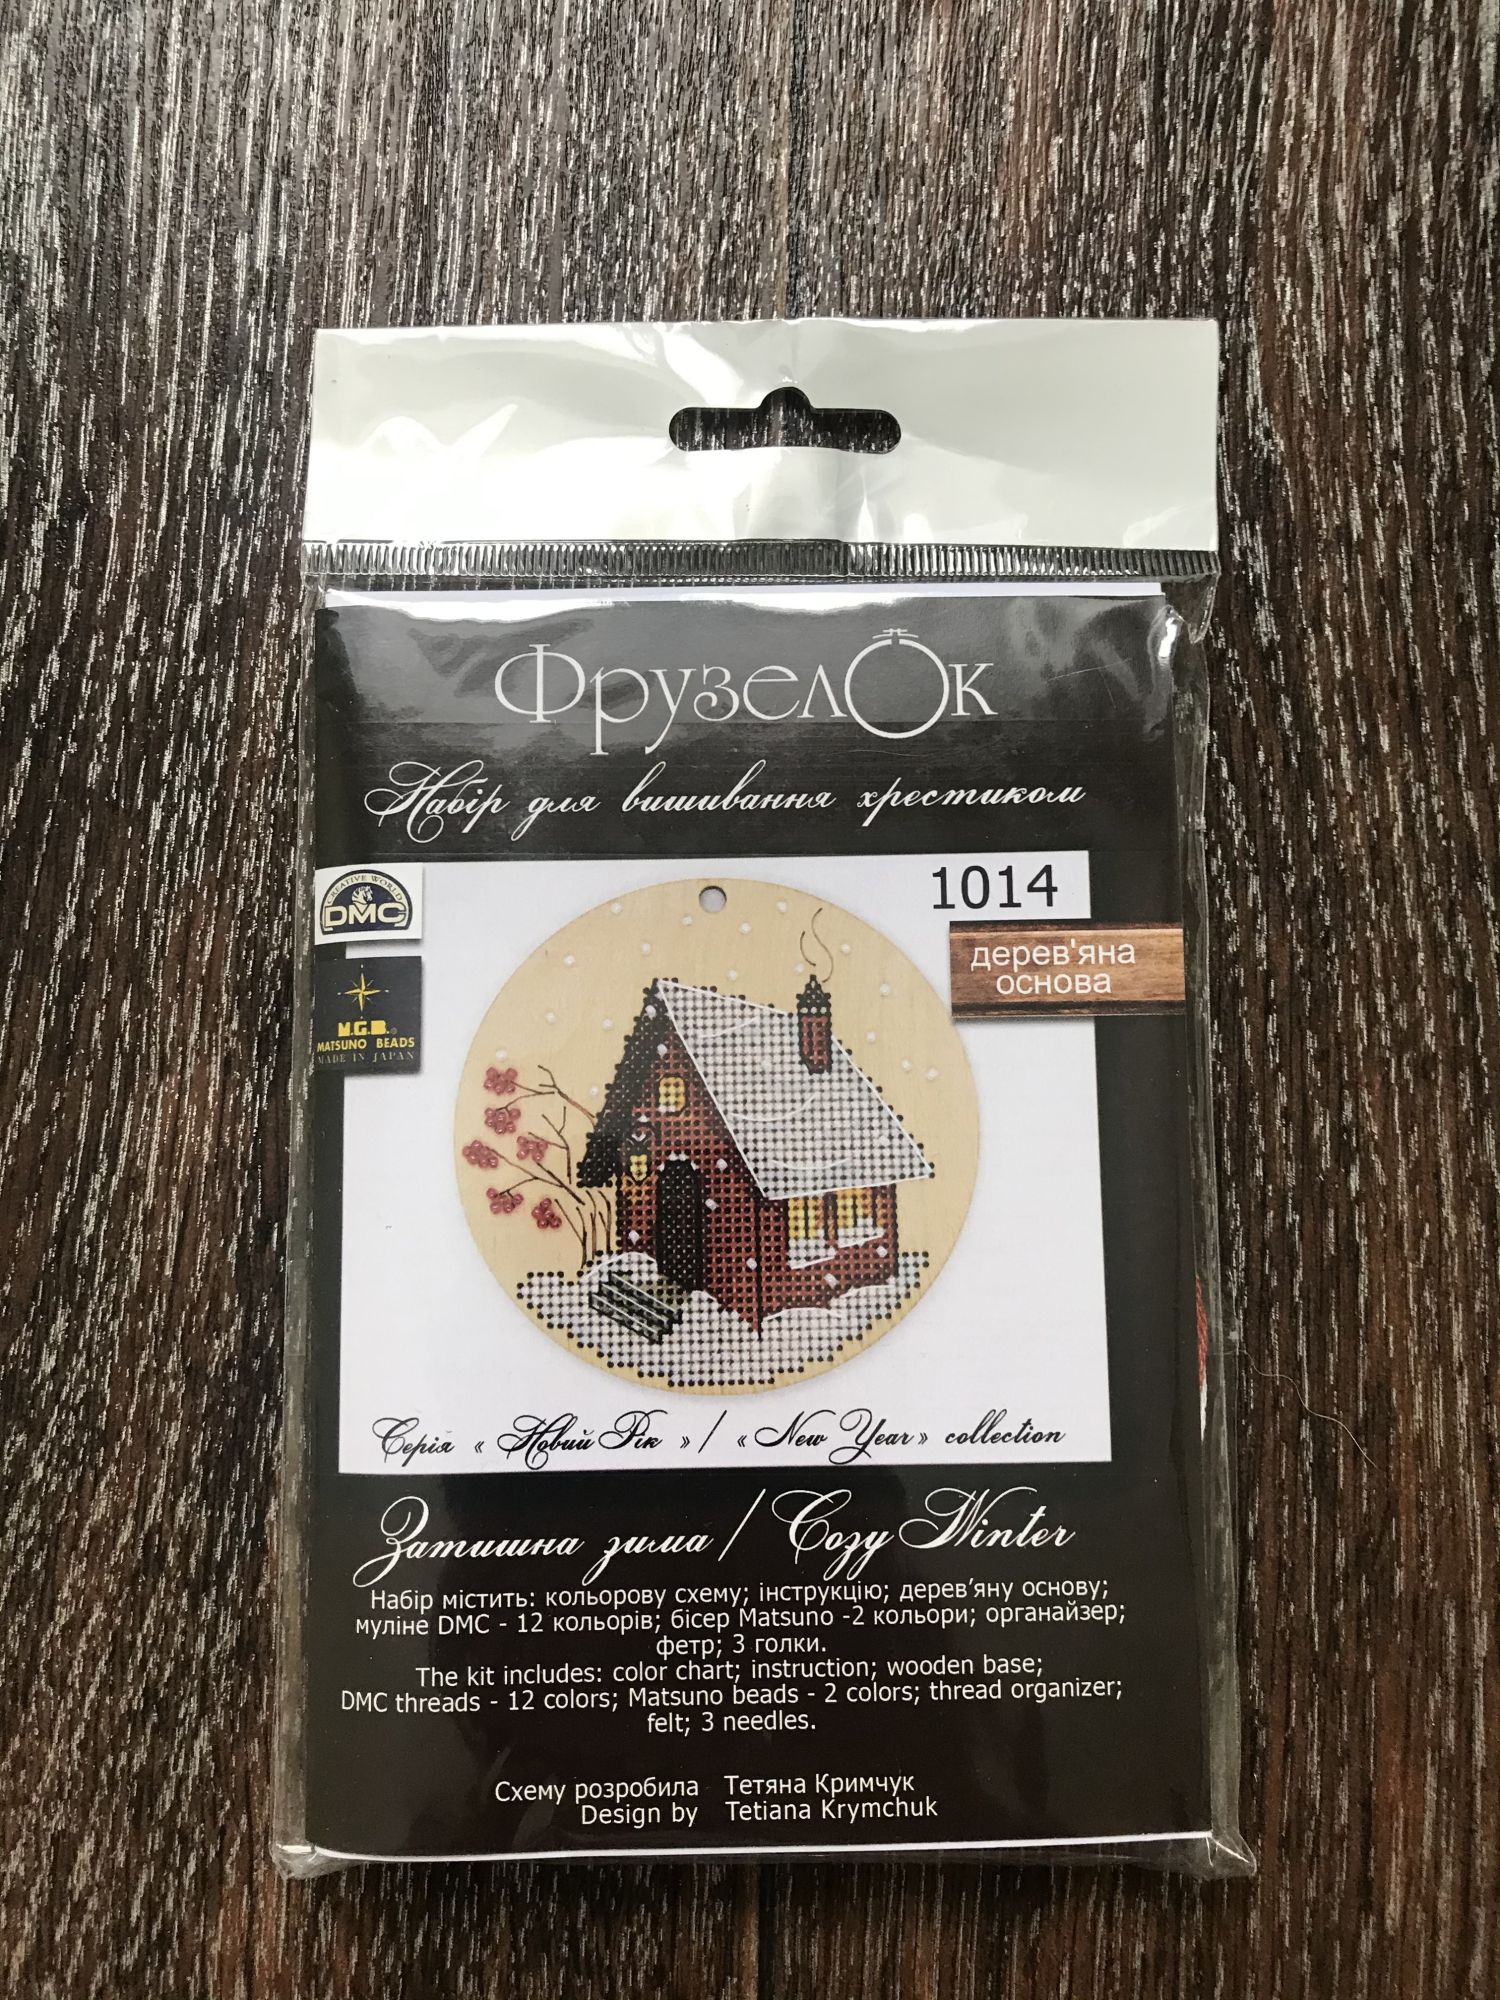 ФрузелОк
Набір для вишивання хрестиком
CREATIVE WORLD
DMC
1014
дерев'яна
основа
M.G.B.®
MATSUNO BEADS
MADE IN JAPAN
Серія « Новий Рік » / « New Year» collection
Затишна зима / Cozy Winter
Набір містить: кольорову схему; інструкцію; дерев’яну основу;
муліне DMC - 12 кольорів; бісер Matsuno -2 кольори; органайзер;
фетр; 3 голки.
The kit includes: color chart; instruction; wooden base;
DMC threads - 12 colors; Matsuno beads - 2 colors; thread organizer;
felt; 3 needles.
Схему розробила Тетяна Кримчук
Design by Tetiana Krymchuk